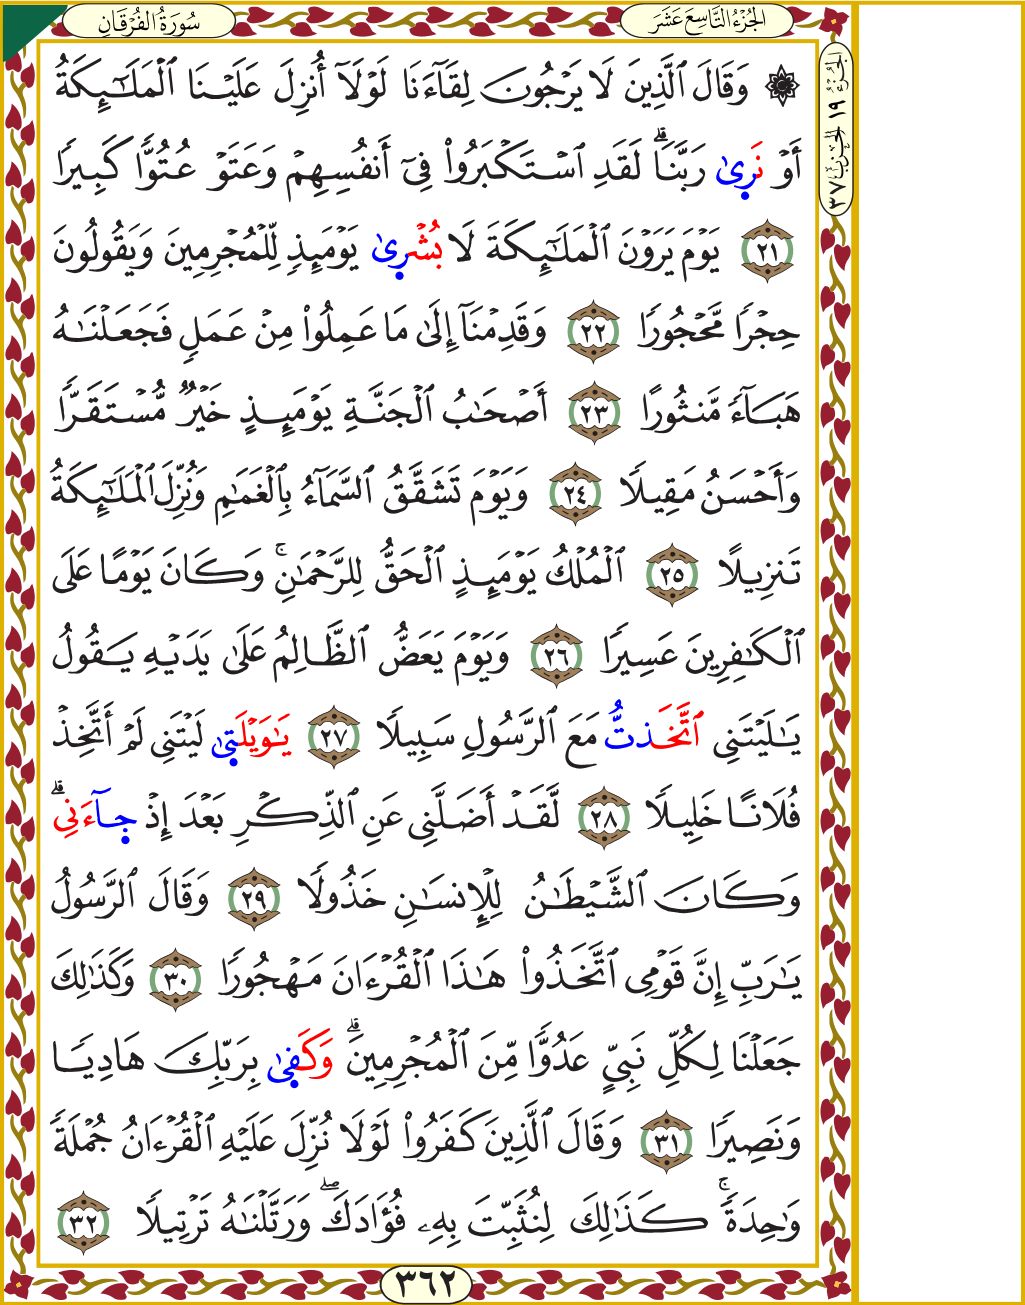 سُورَةُ الفُرْقَانِ
الجُزْءُ التَّاسِعَ عَشَرَ
الجُزْءُ ١٩ الحِزْبُ ٣٧
۞ وَقَالَ ٱلَّذِينَ لَا يَرْجُونَ لِقَآءَنَا لَوْلَآ أُنزِلَ عَلَيْنَا ٱلْمَلَـٰٓئِكَةُ
أَوْ نَرٜىٰ رَبَّنَاۗ لَقَدِ ٱسْتَكْبَرُوا۟ فِىٓ أَنفُسِهِمْ وَعَتَوْ عُتُوًّا كَبِيرًا
٢١ يَوْمَ يَرَوْنَ ٱلْمَلَـٰٓئِكَةَ لَا بُشْرٜىٰ يَوْمَئِذٍ لِّلْمُجْرِمِينَ وَيَقُولُونَ
حِجْرًا مَّحْجُورًا ٢٢ وَقَدِمْنَآ إِلَىٰ مَا عَمِلُوا۟ مِنْ عَمَلٍ فَجَعَلْنَـٰهُ
هَبَآءً مَّنثُورًا ٢٣ أَصْحَـٰبُ ٱلْجَنَّةِ يَوْمَئِذٍ خَيْرٌ مُّسْتَقَرًّا
وَأَحْسَنُ مَقِيلًا ٢٤ وَيَوْمَ تَشَقَّقُ ٱلسَّمَآءُ بِٱلْغَمَـٰمِ وَنُزِّلَ ٱلْمَلَـٰٓئِكَةُ
تَنزِيلًا ٢٥ ٱلْمُلْكُ يَوْمَئِذٍ ٱلْحَقُّ لِلرَّحْمَـٰنِۚ وَكَانَ يَوْمًا عَلَى
ٱلْكَـٰفِرِينَ عَسِيرًا ٢٦ وَيَوْمَ يَعَضُّ ٱلظَّالِمُ عَلَىٰ يَدَيْهِ يَقُولُ
يَـٰلَيْتَنِى ٱتَّخَذتُّ مَعَ ٱلرَّسُولِ سَبِيلًا ٢٧ يَـٰوَيْلَتٜىٰ لَيْتَنِى لَمْ أَتَّخِذْ
فُلَانًا خَلِيلًا ٢٨ لَّقَدْ أَضَلَّنِى عَنِ ٱلذِّكْرِ بَعْدَ إِذْ جٜآءَنِىۗ
وَكَانَ ٱلشَّيْطَـٰنُ لِلْإِنسَـٰنِ خَذُولًا ٢٩ وَقَالَ ٱلرَّسُولُ
يَـٰرَبِّ إِنَّ قَوْمِى ٱتَّخَذُوا۟ هَـٰذَا ٱلْقُرْءَانَ مَهْجُورًا ٣٠ وَكَذَٰلِكَ
جَعَلْنَا لِكُلِّ نَبِىٍّ عَدُوًّا مِّنَ ٱلْمُجْرِمِينَۗ وَكَفٜىٰ بِرَبِّكَ هَادِيًا
وَنَصِيرًا ٣١ وَقَالَ ٱلَّذِينَ كَفَرُوا۟ لَوْلَا نُزِّلَ عَلَيْهِ ٱلْقُرْءَانُ جُمْلَةً
وَٰحِدَةًۚ كَذَٰلِكَ لِنُثَبِّتَ بِهِۦ فُؤَادَكَۖ وَرَتَّلْنَـٰهُ تَرْتِيلًا ٣٢
٣٦٢